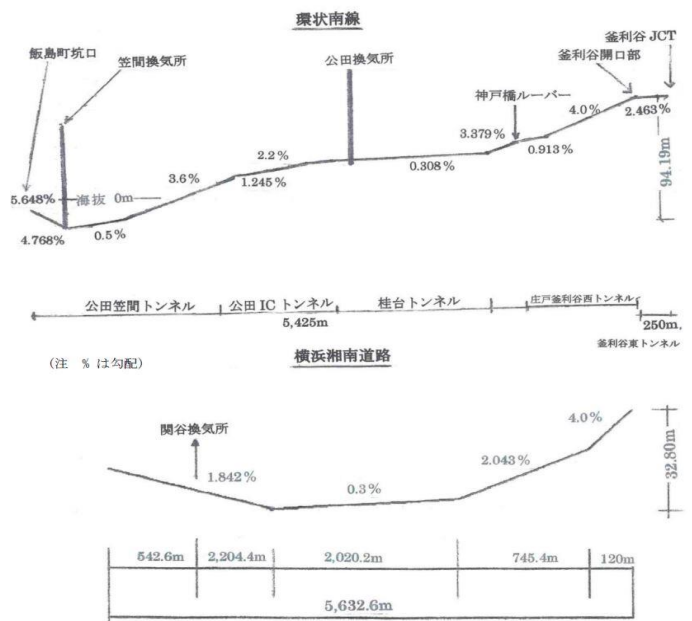 環状南線
釜利谷 JCT
飯島町坑口
笠間換気所
公田換気所
釜利谷開口部
神戸橋ルーバー
4.0%
2.463%
3.379%
0.913%
2.2%
0.308%
3.6%
1.245%
94.19m
5.648%
海抜 0m
4.768%
0.5%
公田笠間トンネル
公田 IC トンネル
桂台トンネル
庄戸釜利谷西トンネル
5,425m
250m,
釜利谷東トンネル
(注 % は勾配)
横浜湘南道路
関谷換気所
4.0%
1.842%
2.043%
0.3%
32.80m
542.6m
2,204.4m
2,020.2m
745.4m
120m
5,632.6m